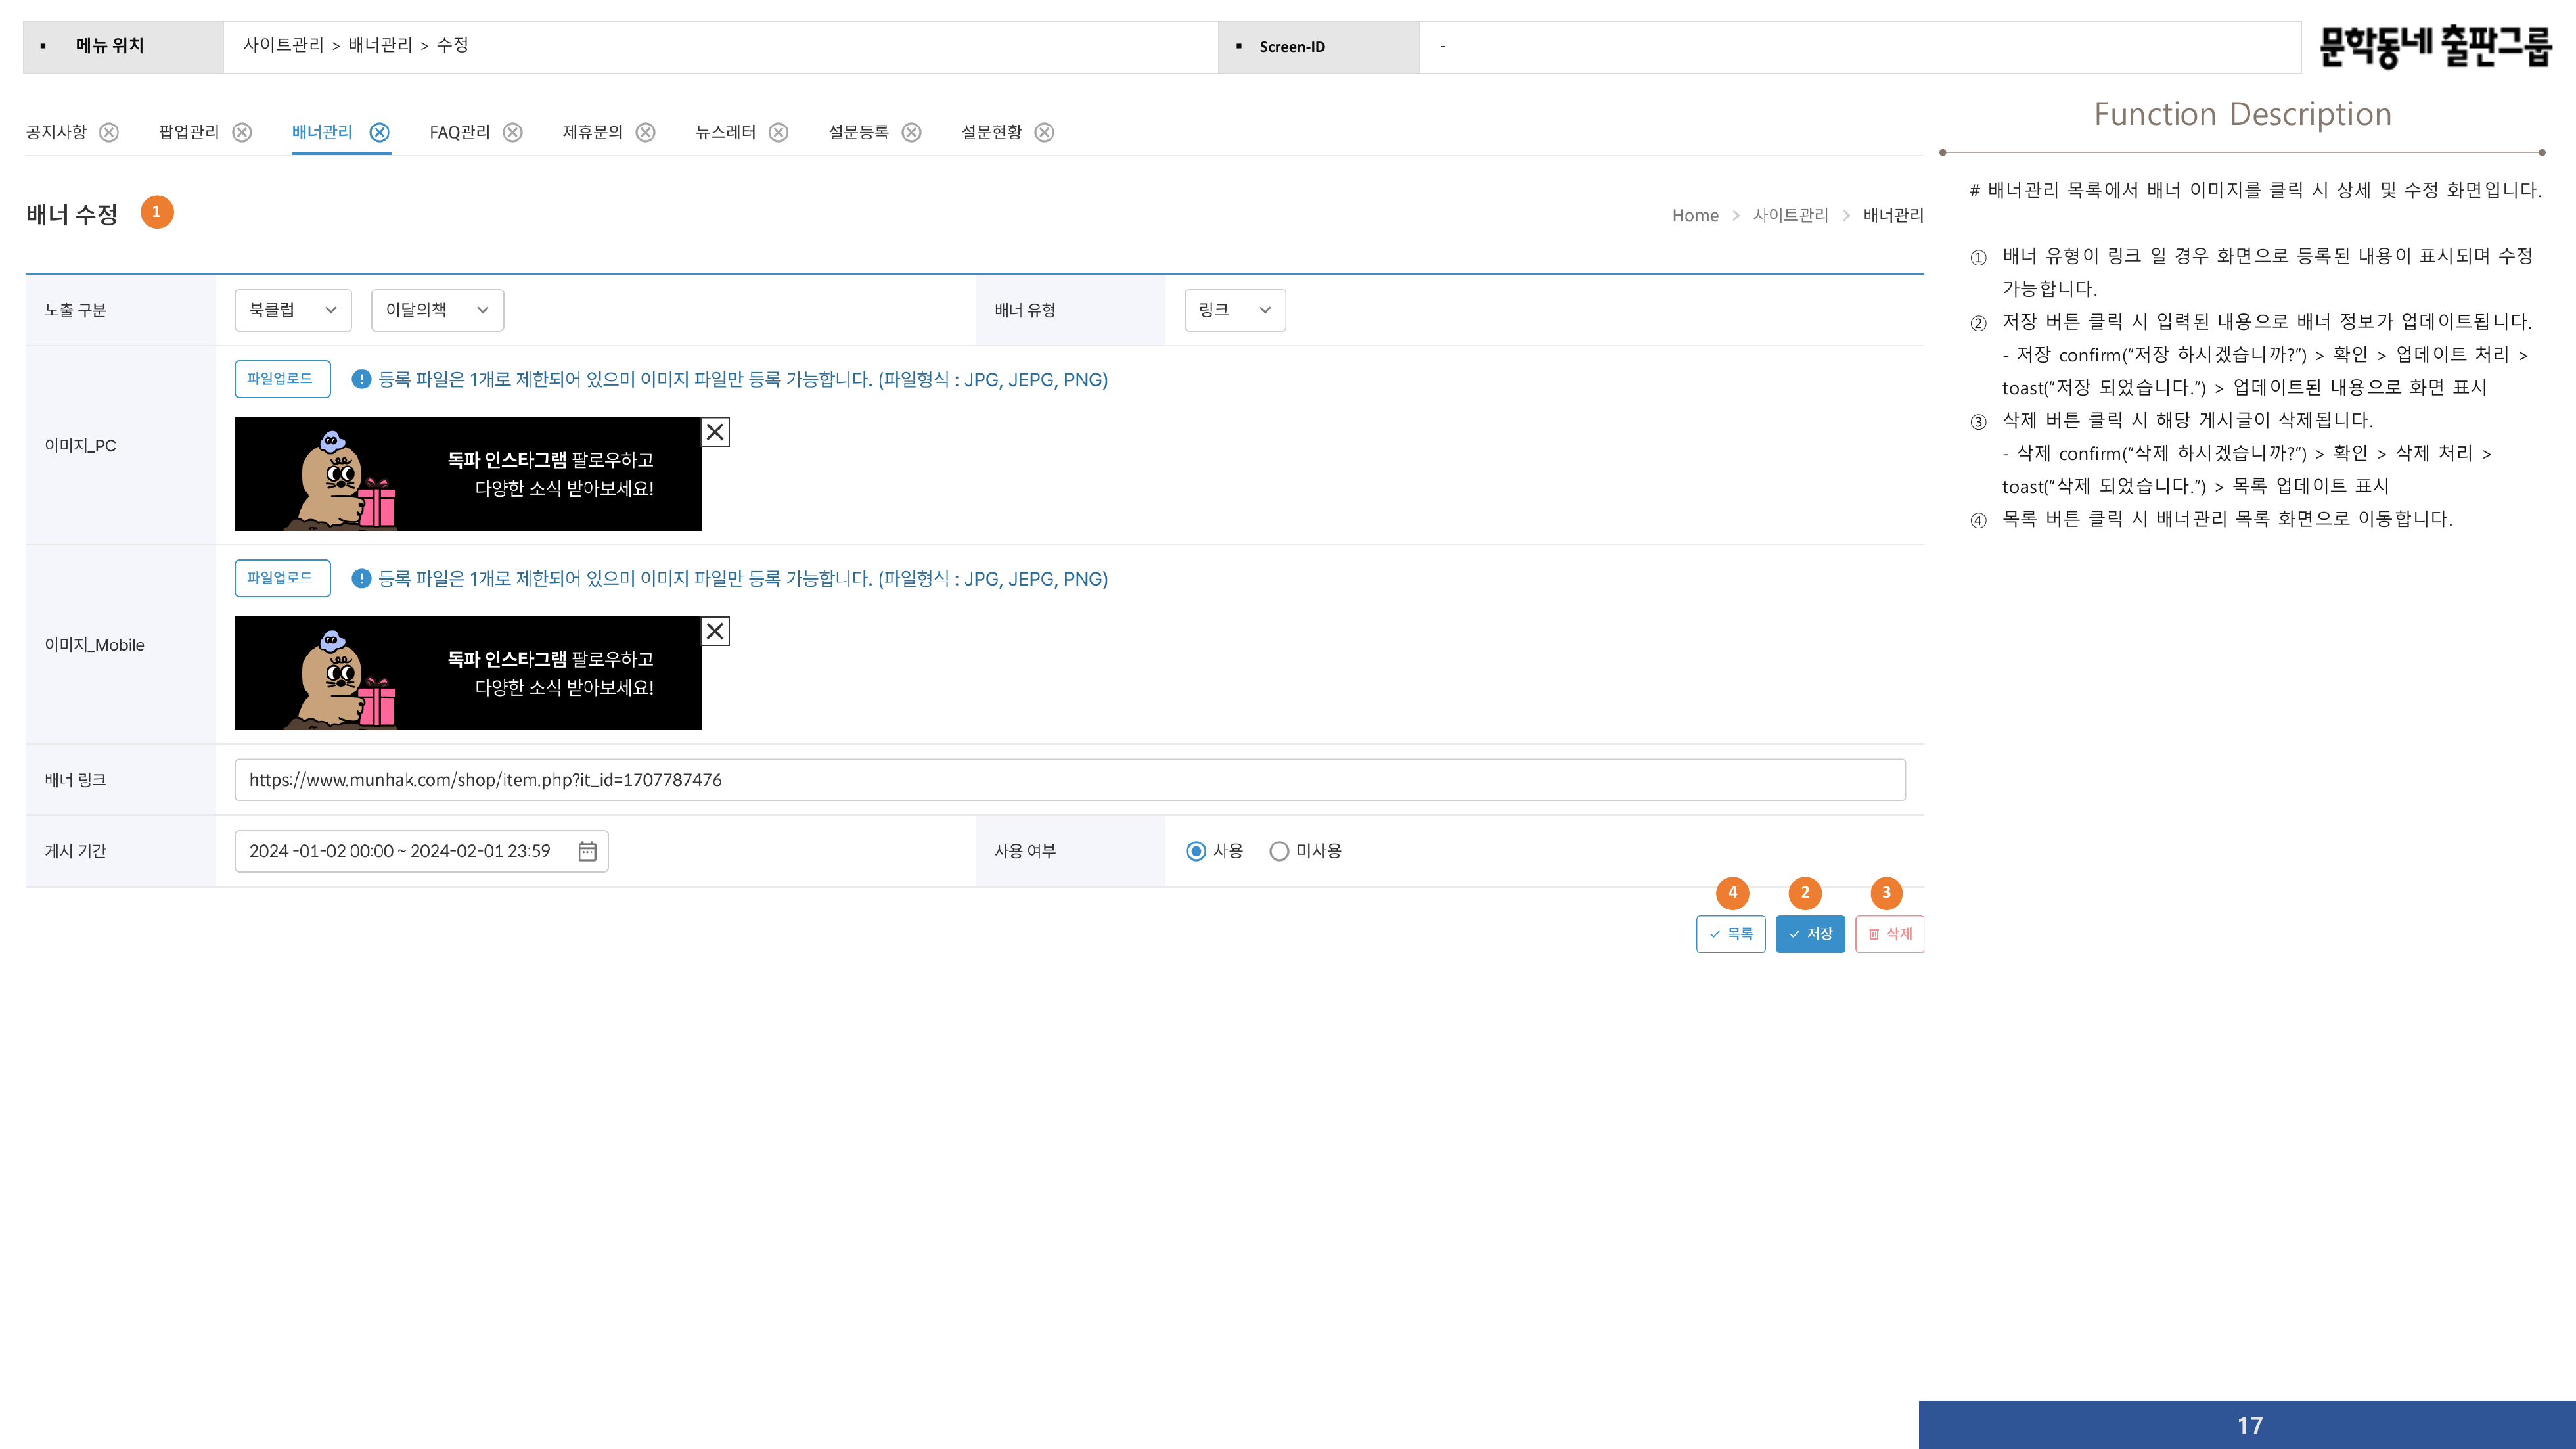 ▪ 메뉴 위치
사이트관리 > 배너관리 > 수정
▪ Screen-ID
-
문학동네 출판그룹
공지사항
팝업관리
배너관리
FAQ관리
제휴문의
뉴스레터
설문등록
설문현황
배너 수정
1
Home > 사이트관리 > 배너관리
노출 구분
북클럽
이달의책
배너 유형
링크
이미지_PC
파일업로드
! 등록 파일은 1개로 제한되어 있으미 이미지 파일만 등록 가능합니다. (파일형식 : JPG, JEPG, PNG)
독파 인스타그램 팔로우하고
다양한 소식 받아보세요!
이미지_Mobile
파일업로드
! 등록 파일은 1개로 제한되어 있으미 이미지 파일만 등록 가능합니다. (파일형식 : JPG, JEPG, PNG)
독파 인스타그램 팔로우하고
다양한 소식 받아보세요!
배너 링크
https://www.munhak.com/shop/item.php?it_id=1707787476
게시 기간
2024 -01-02 00:00 ~ 2024-02-01 23:59
사용 여부
사용
미사용
4
2
3
목록
저장
삭제
Function Description
# 배너관리 목록에서 배너 이미지를 클릭 시 상세 및 수정 화면입니다.
① 배너 유형이 링크 일 경우 화면으로 등록된 내용이 표시되며 수정
가능합니다.
② 저장 버튼 클릭 시 입력된 내용으로 배너 정보가 업데이트됩니다.
- 저장 confirm(“저장 하시겠습니까?”) > 확인 > 업데이트 처리 >
toast(“저장 되었습니다.”) > 업데이트된 내용으로 화면 표시
③ 삭제 버튼 클릭 시 해당 게시글이 삭제됩니다.
- 삭제 confirm(“삭제 하시겠습니까?”) > 확인 > 삭제 처리 >
toast(“삭제 되었습니다.”) > 목록 업데이트 표시
④ 목록 버튼 클릭 시 배너관리 목록 화면으로 이동합니다.
17